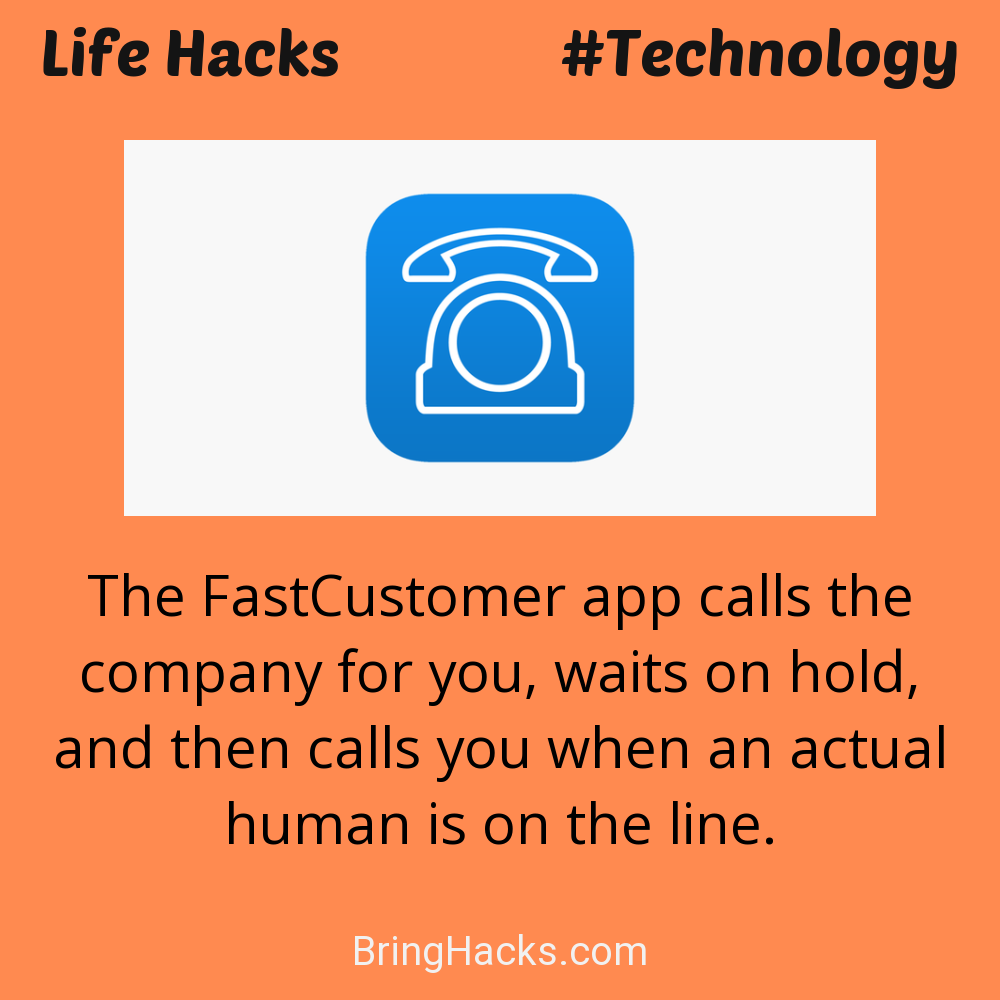 Life Hacks
#Technology
The FastCustomer app calls the
company for you, waits on hold,
and then calls you when an actual
human is on the line.
BringHacks.com